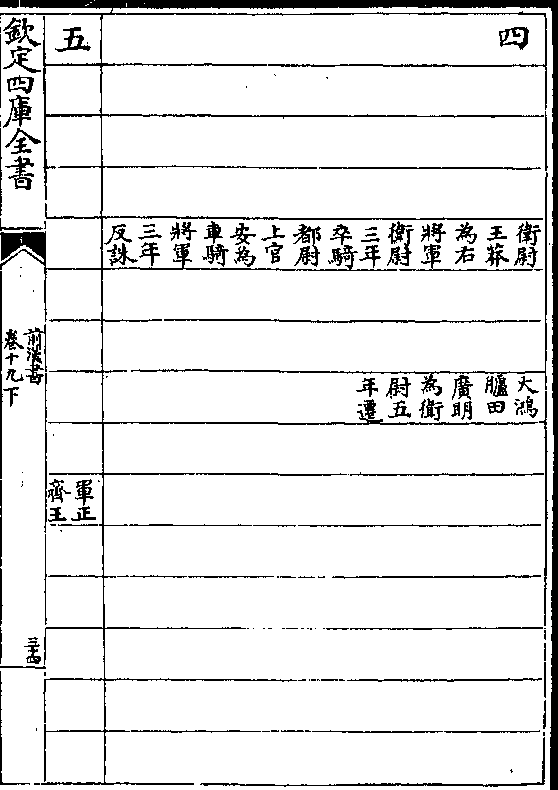 四
衛尉
王莽
為右
將軍
衛尉
三年
卒騎
都尉
上官
安為
車騎
將軍
三年
反誅
大鴻
臚田
廣明
為衛
尉五
年遷
五
軍正
齊王
欽定四庫全書
前漢書
卷十九下
三十四